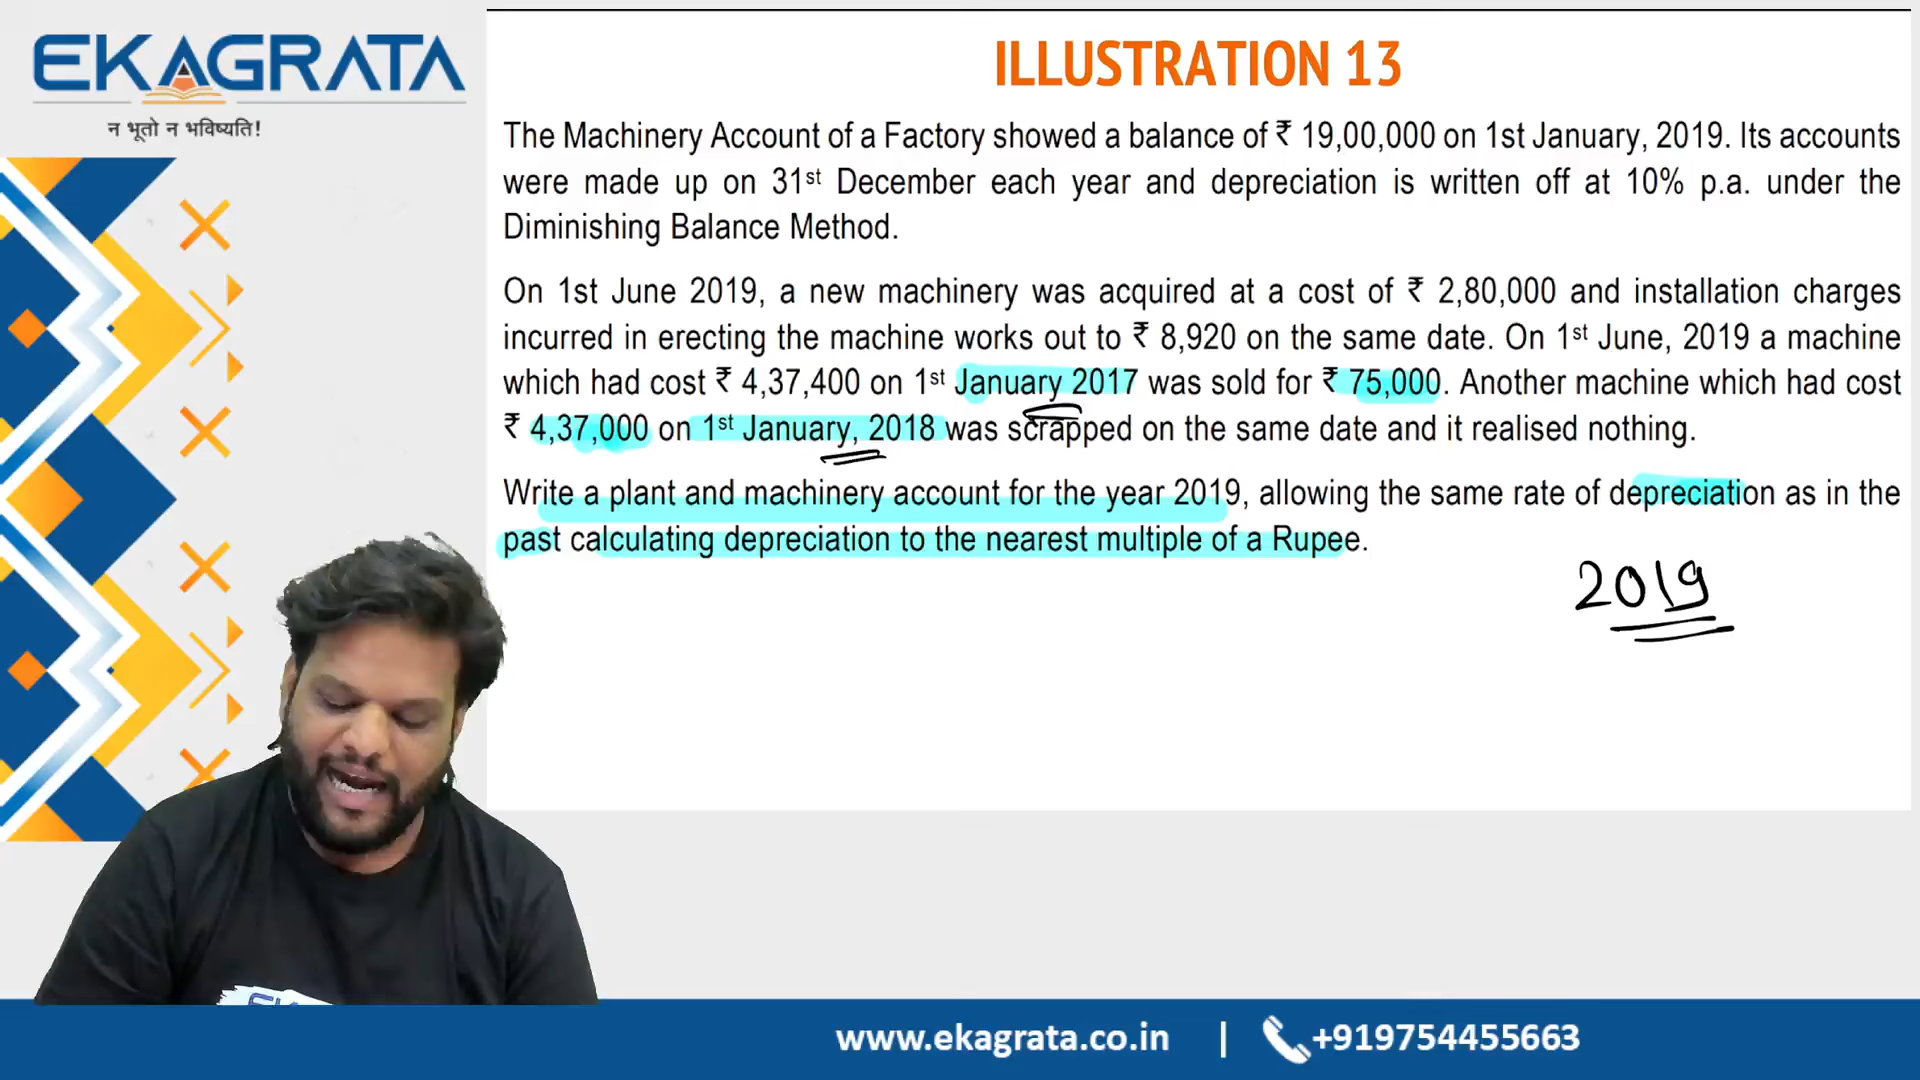 EKAGRATA
न भूतो न भविष्यति!
ILLUSTRATION 13
The Machinery Account of a Factory showed a balance of ₹ 19,00,000 on 1st January, 2019. Its accounts
were made up on 31st December each year and depreciation is written off at 10% p.a. under the
Diminishing Balance Method.
On 1st June 2019, a new machinery was acquired at a cost of ₹ 2,80,000 and installation charges
incurred in erecting the machine works out to ₹ 8,920 on the same date. On 1st June, 2019 a machine
which had cost ₹ 4,37,400 on 1st January 2017 was sold for ₹ 75,000. Another machine which had cost
₹ 4,37,000 on 1st January, 2018 was scrapped on the same date and it realised nothing.
Write a plant and machinery account for the year 2019, allowing the same rate of depreciation as in the
past calculating depreciation to the nearest multiple of a Rupee.
2019
www.ekagrata.co.in | +919754455663